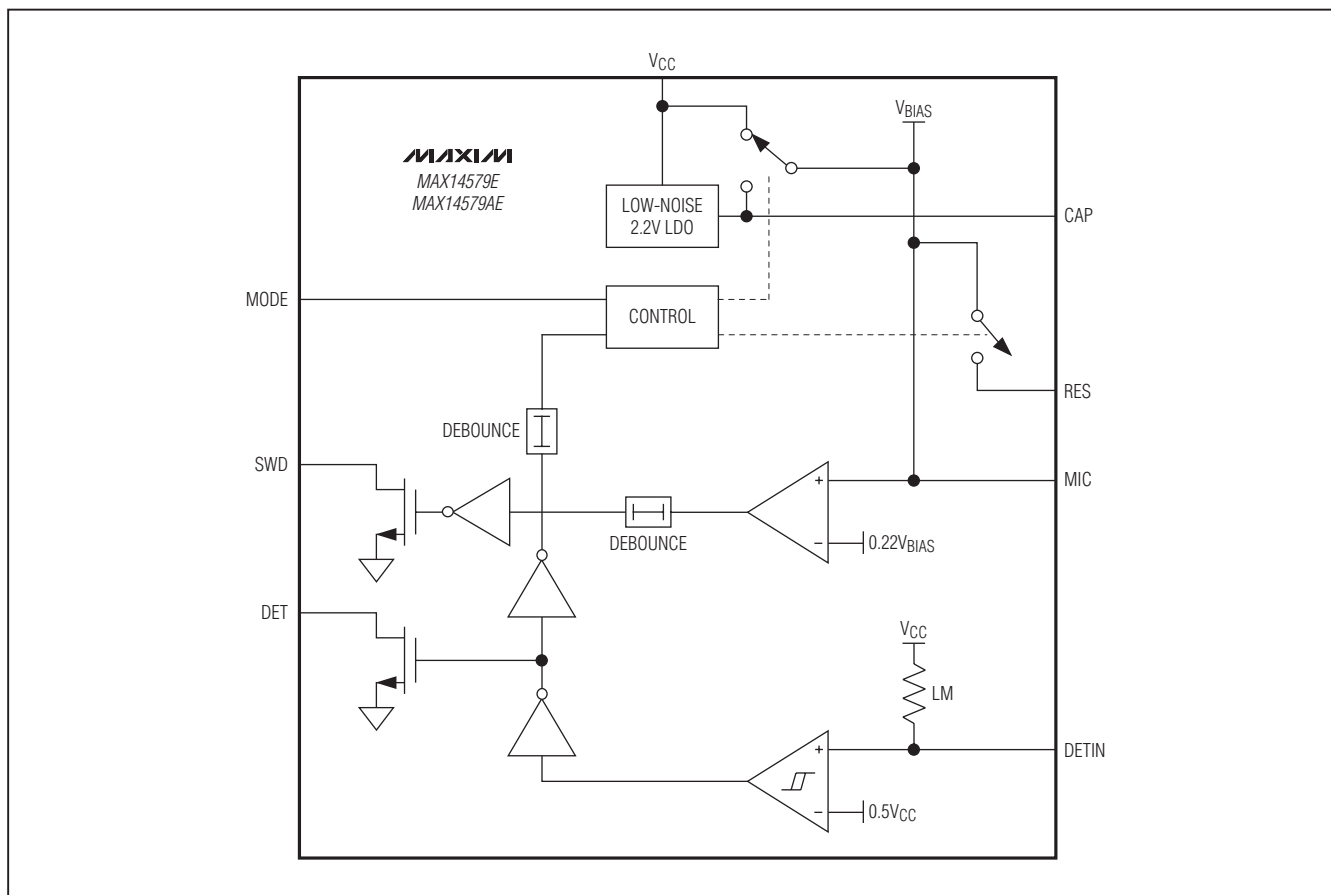 VCC
VBIAS
MAXIM
MAX14579E
MAX14579AE
LOW-NOISE
2.2V LDO
CAP
MODE
CONTROL
RES
DEBOUNCE
SWD
MIC
+
-
0.22VBIAS
DEBOUNCE
DET
VCC
LM
DETIN
+
-
0.5VCC